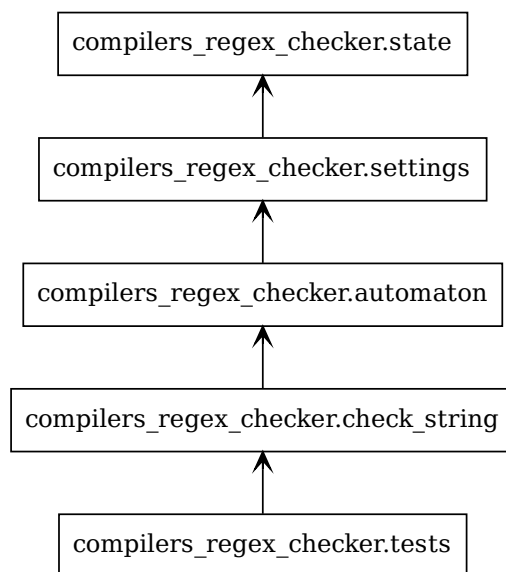 compilers_regex_checker.state
compilers_regex_checker.settings
compilers_regex_checker.automaton
compilers_regex_checker.check_string
compilers_regex_checker.tests